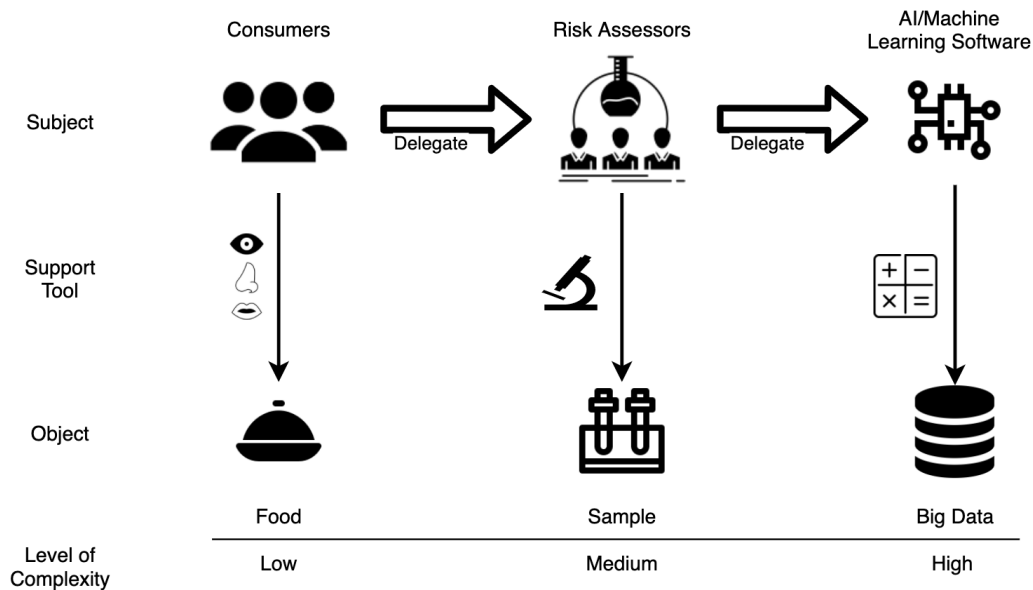 Consumers
Risk Assessors
AI/Machine
Learning Software
Subject
Delegate
Delegate
Support
Tool
+ −
× =
Object
Food
Sample
Big Data
Level of
Complexity
Low
Medium
High